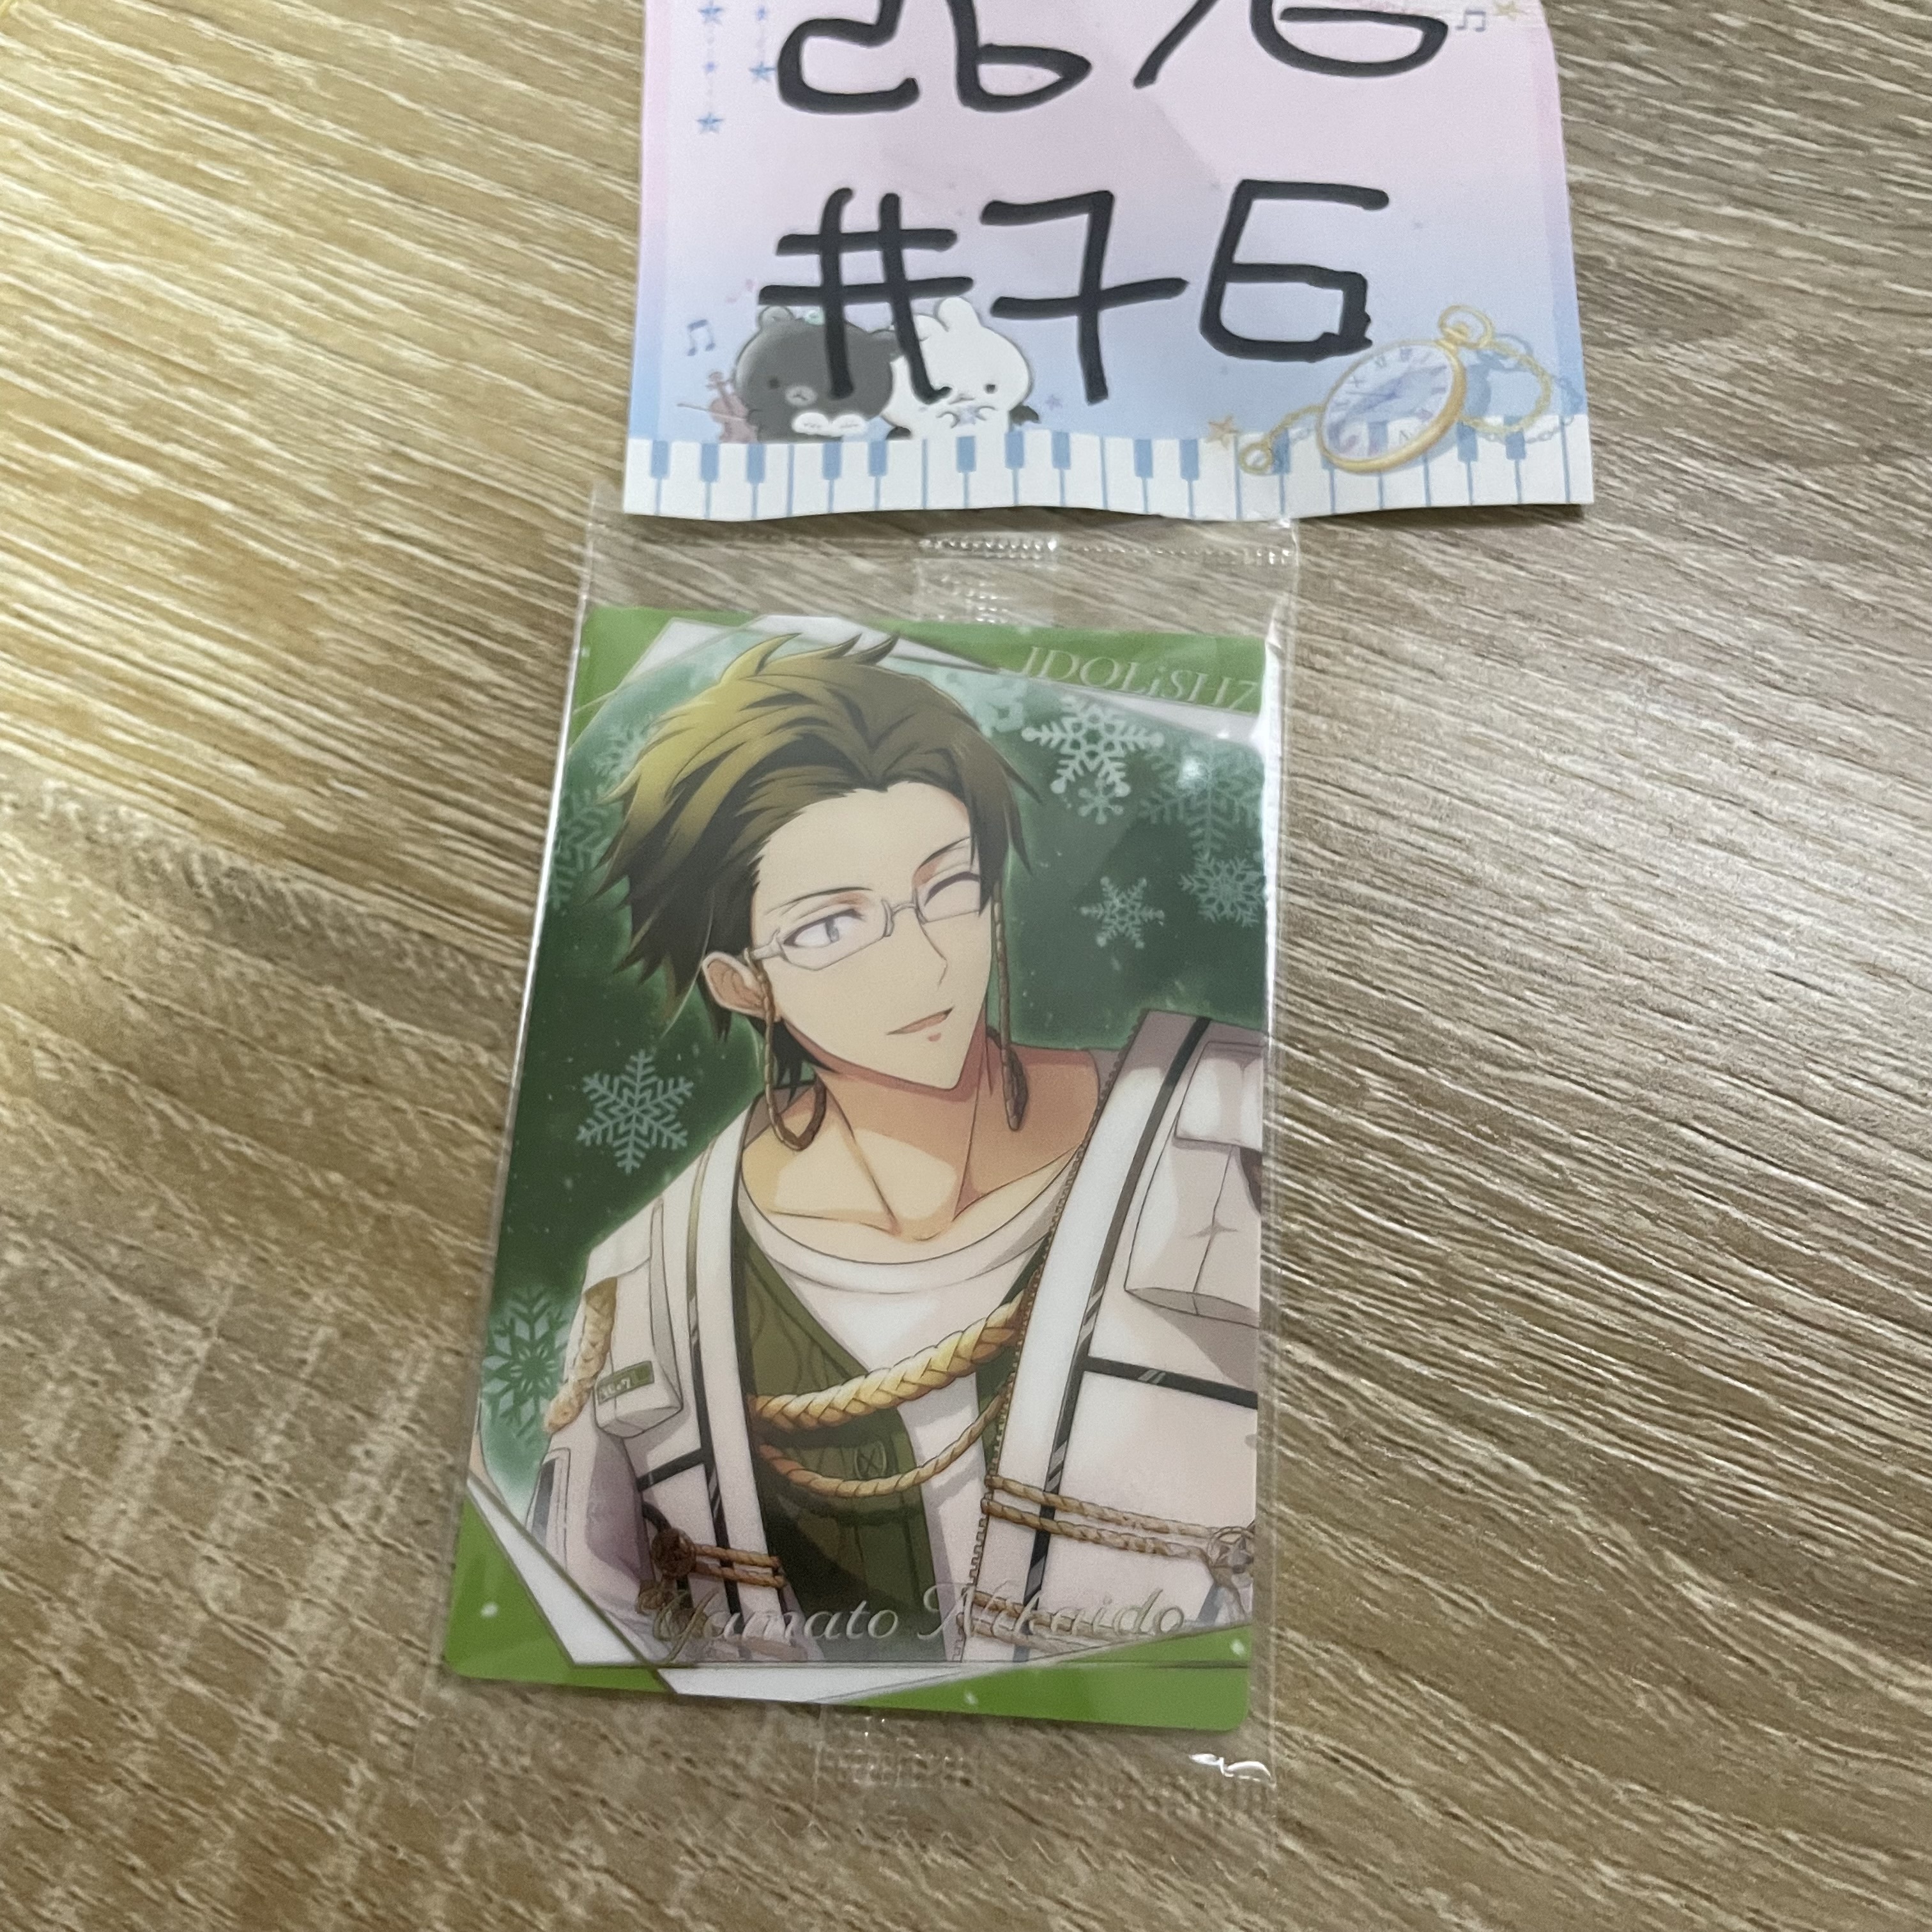 #76
IDOLiSH7
Yamato Nikaido